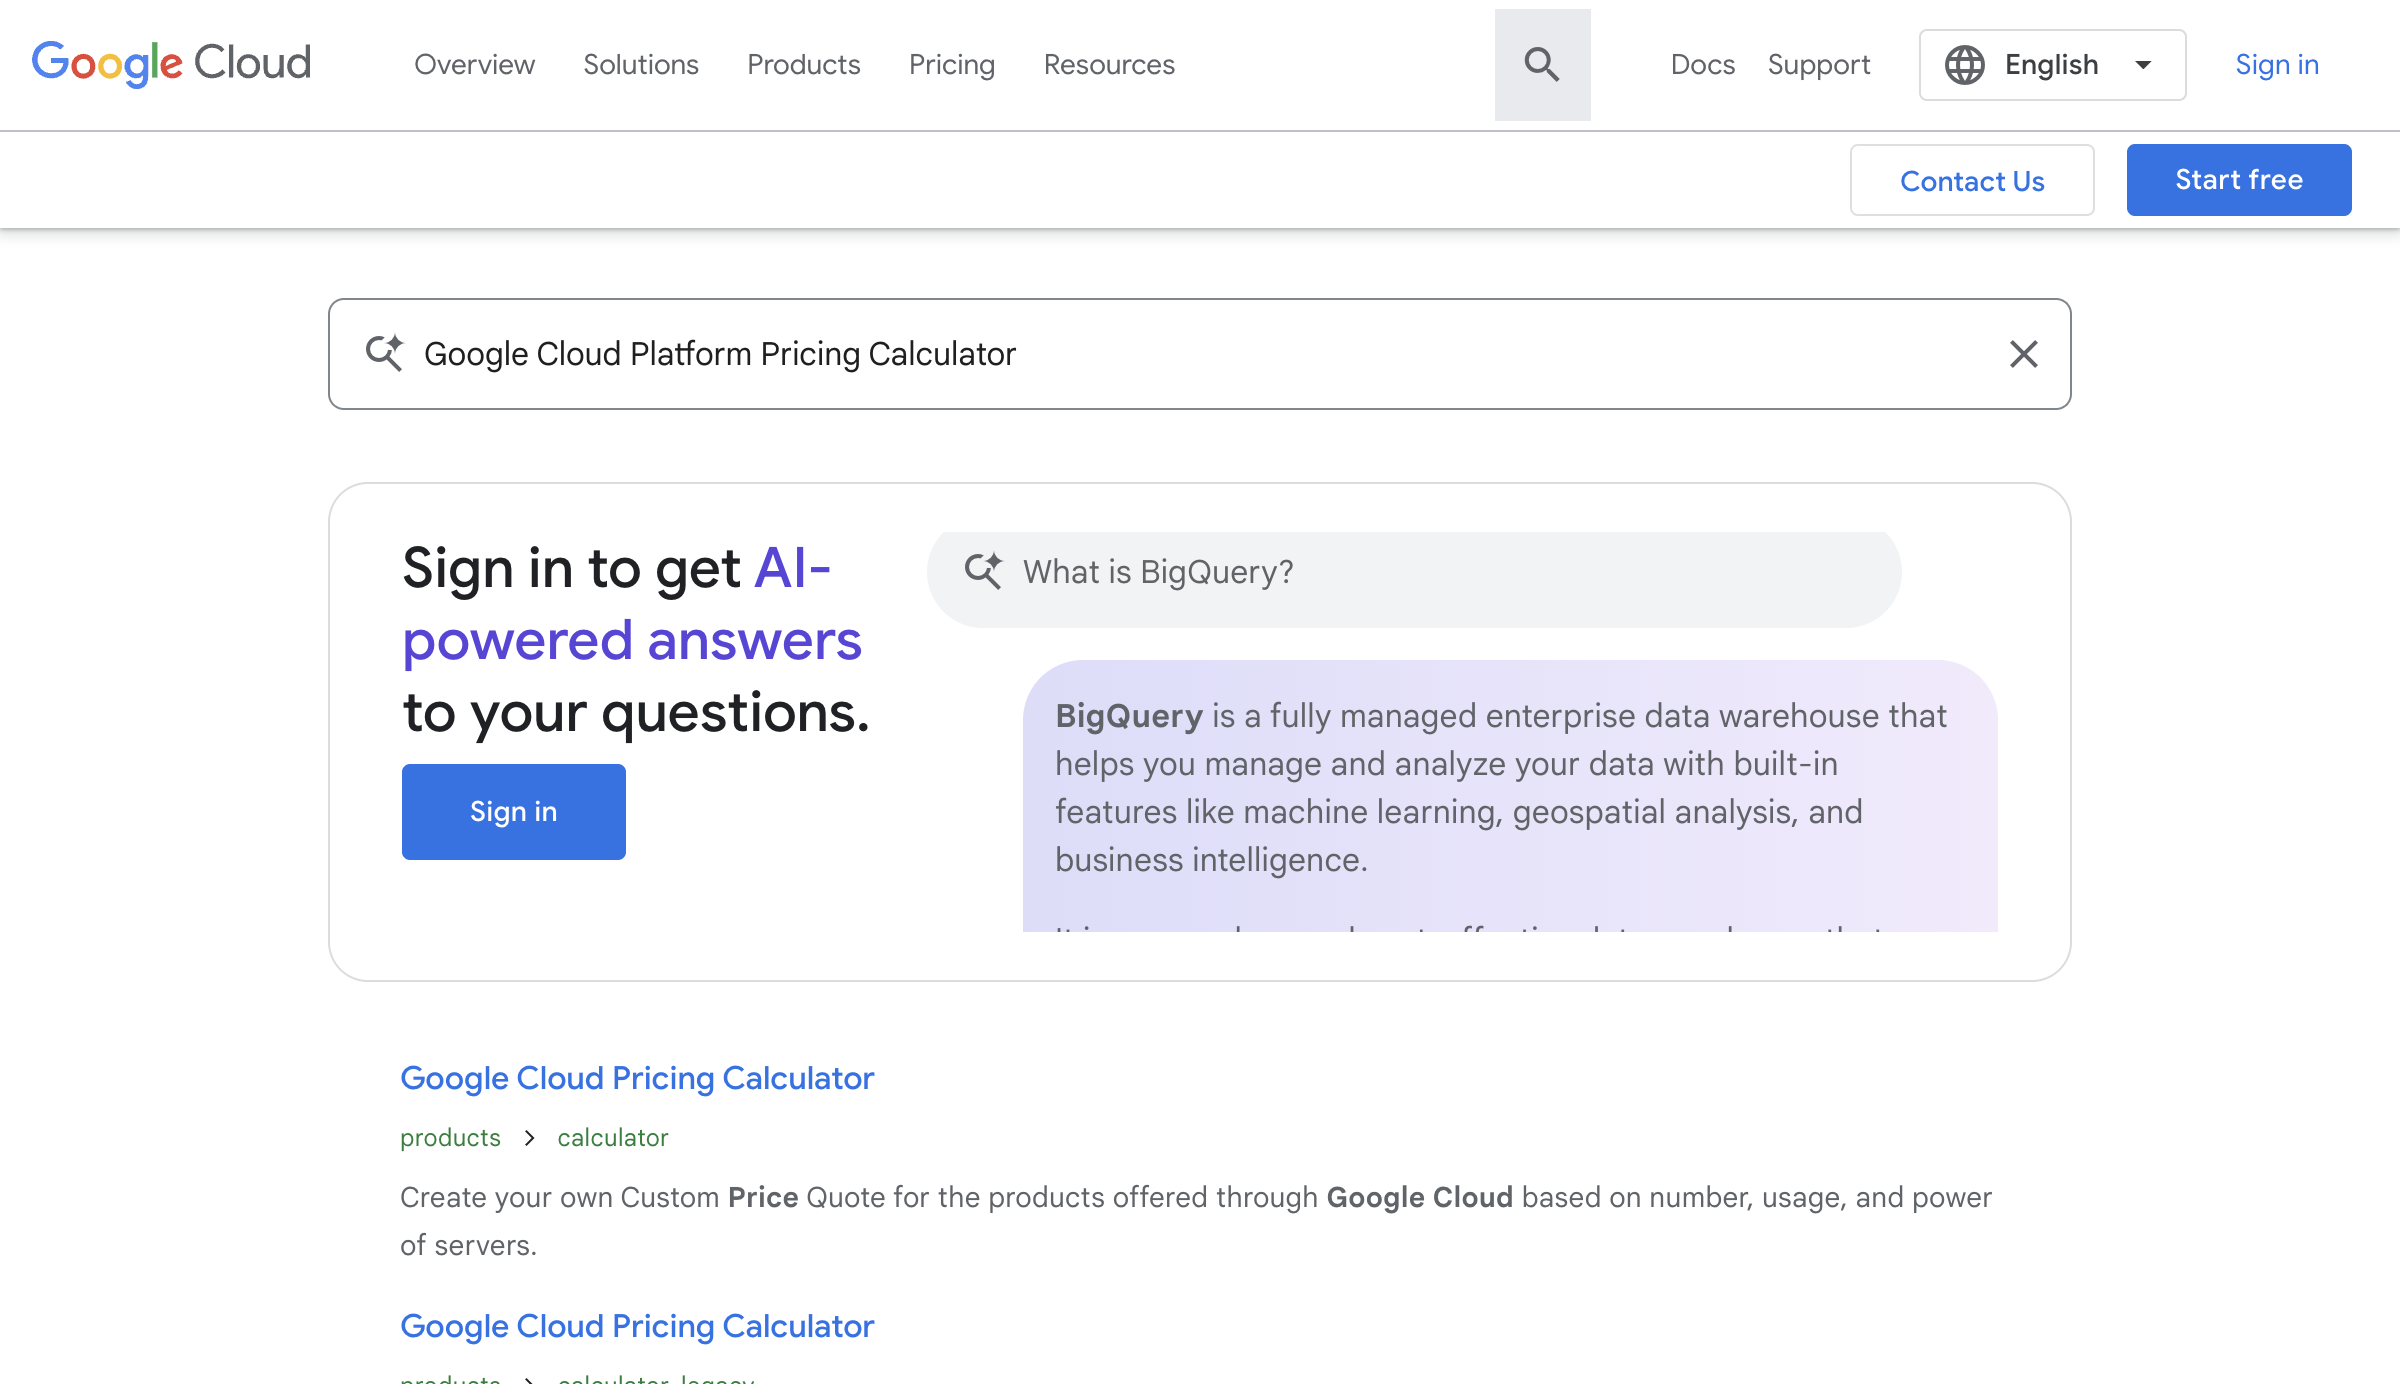 Google Cloud
Overview
Solutions
Products
Pricing
Resources
Docs
Support
English
Sign in
Contact Us
Start free
Google Cloud Platform Pricing Calculator
Sign in to get AI-
powered answers
to your questions.
Sign in
What is BigQuery?
BigQuery is a fully managed enterprise data warehouse that
helps you manage and analyze your data with built-in
features like machine learning, geospatial analysis, and
business intelligence.
Google Cloud Pricing Calculator
products > calculator
Create your own Custom Price Quote for the products offered through Google Cloud based on number, usage, and power
of servers.
Google Cloud Pricing Calculator
products > calculator-legacy